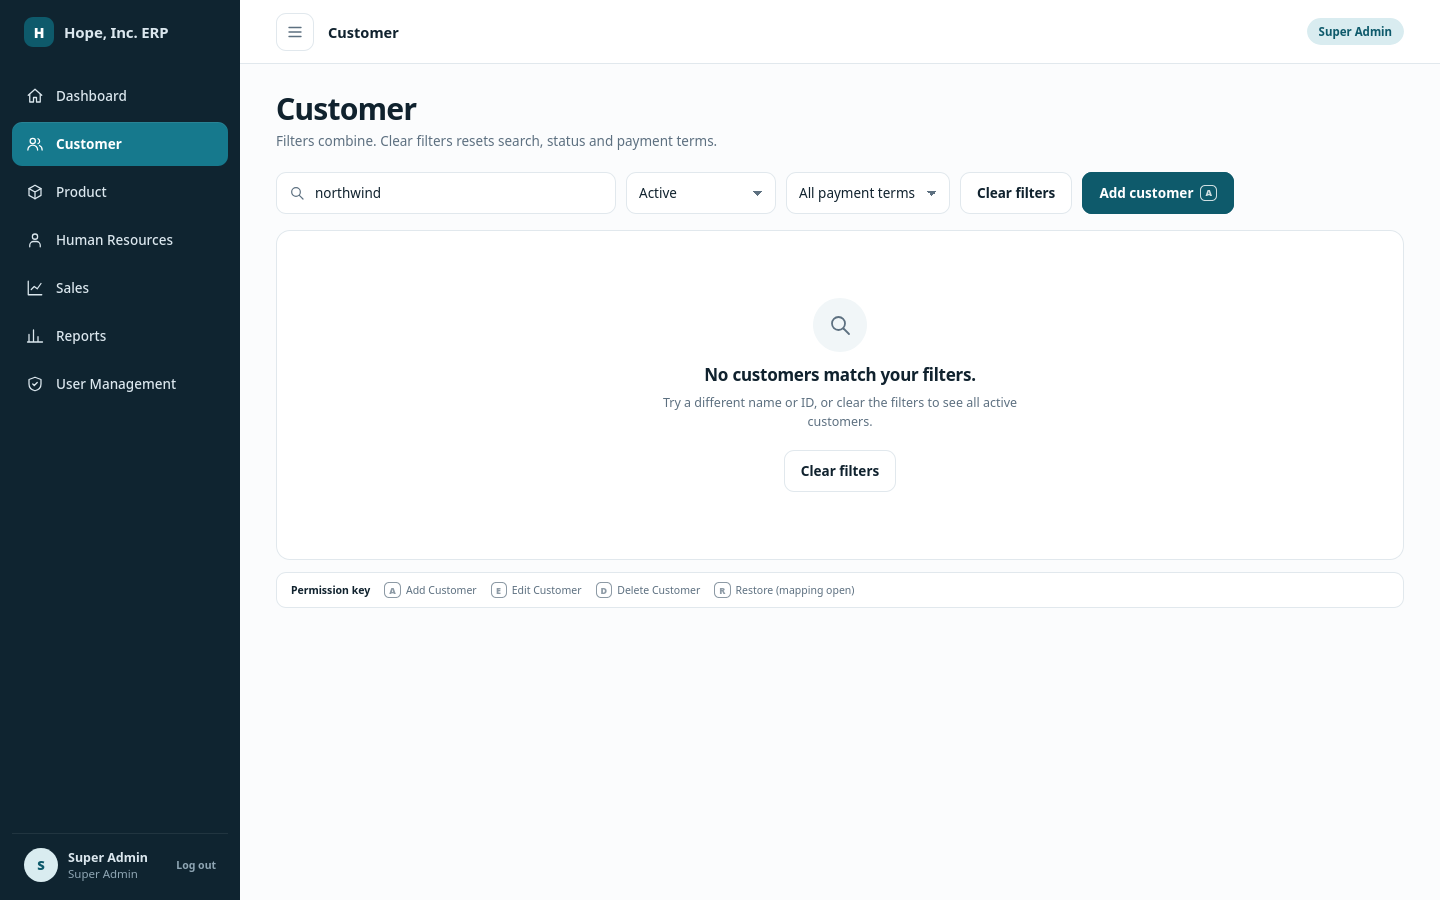 H Hope, Inc. ERP
Customer
Super Admin
Dashboard
Customer
Product
Human Resources
Sales
Reports
User Management
Customer
Filters combine. Clear filters resets search, status and payment terms.
northwind Active All payment terms Clear filters Add customer A
No customers match your filters.
Try a different name or ID, or clear the filters to see all active
customers.
Clear filters
Permission key A Add Customer E Edit Customer D Delete Customer R Restore (mapping open)
S Super Admin
Super Admin
Log out